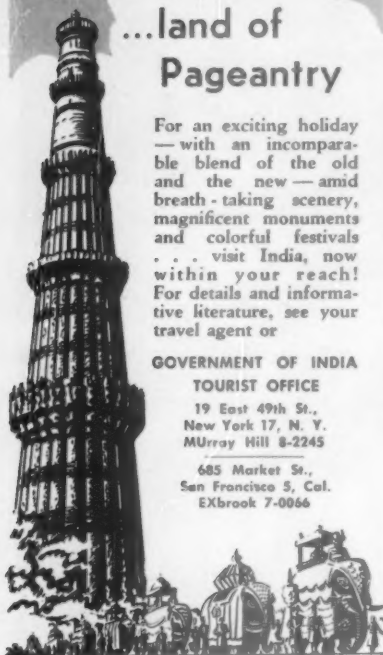 ...land of
Pageantry
For an exciting holiday
— with an incompara-
ble blend of the old
and the new — amid
breath - taking scenery,
magnificent monuments
and colorful festivals
. . . visit India, now
within your reach!
For details and informa-
tive literature, see your
travel agent or
GOVERNMENT OF INDIA
TOURIST OFFICE
19 East 49th St.,
New York 17, N. Y.
MUrray Hill 8-2245
685 Market St.,
San Francisco 5, Cal.
EXbrook 7-0066